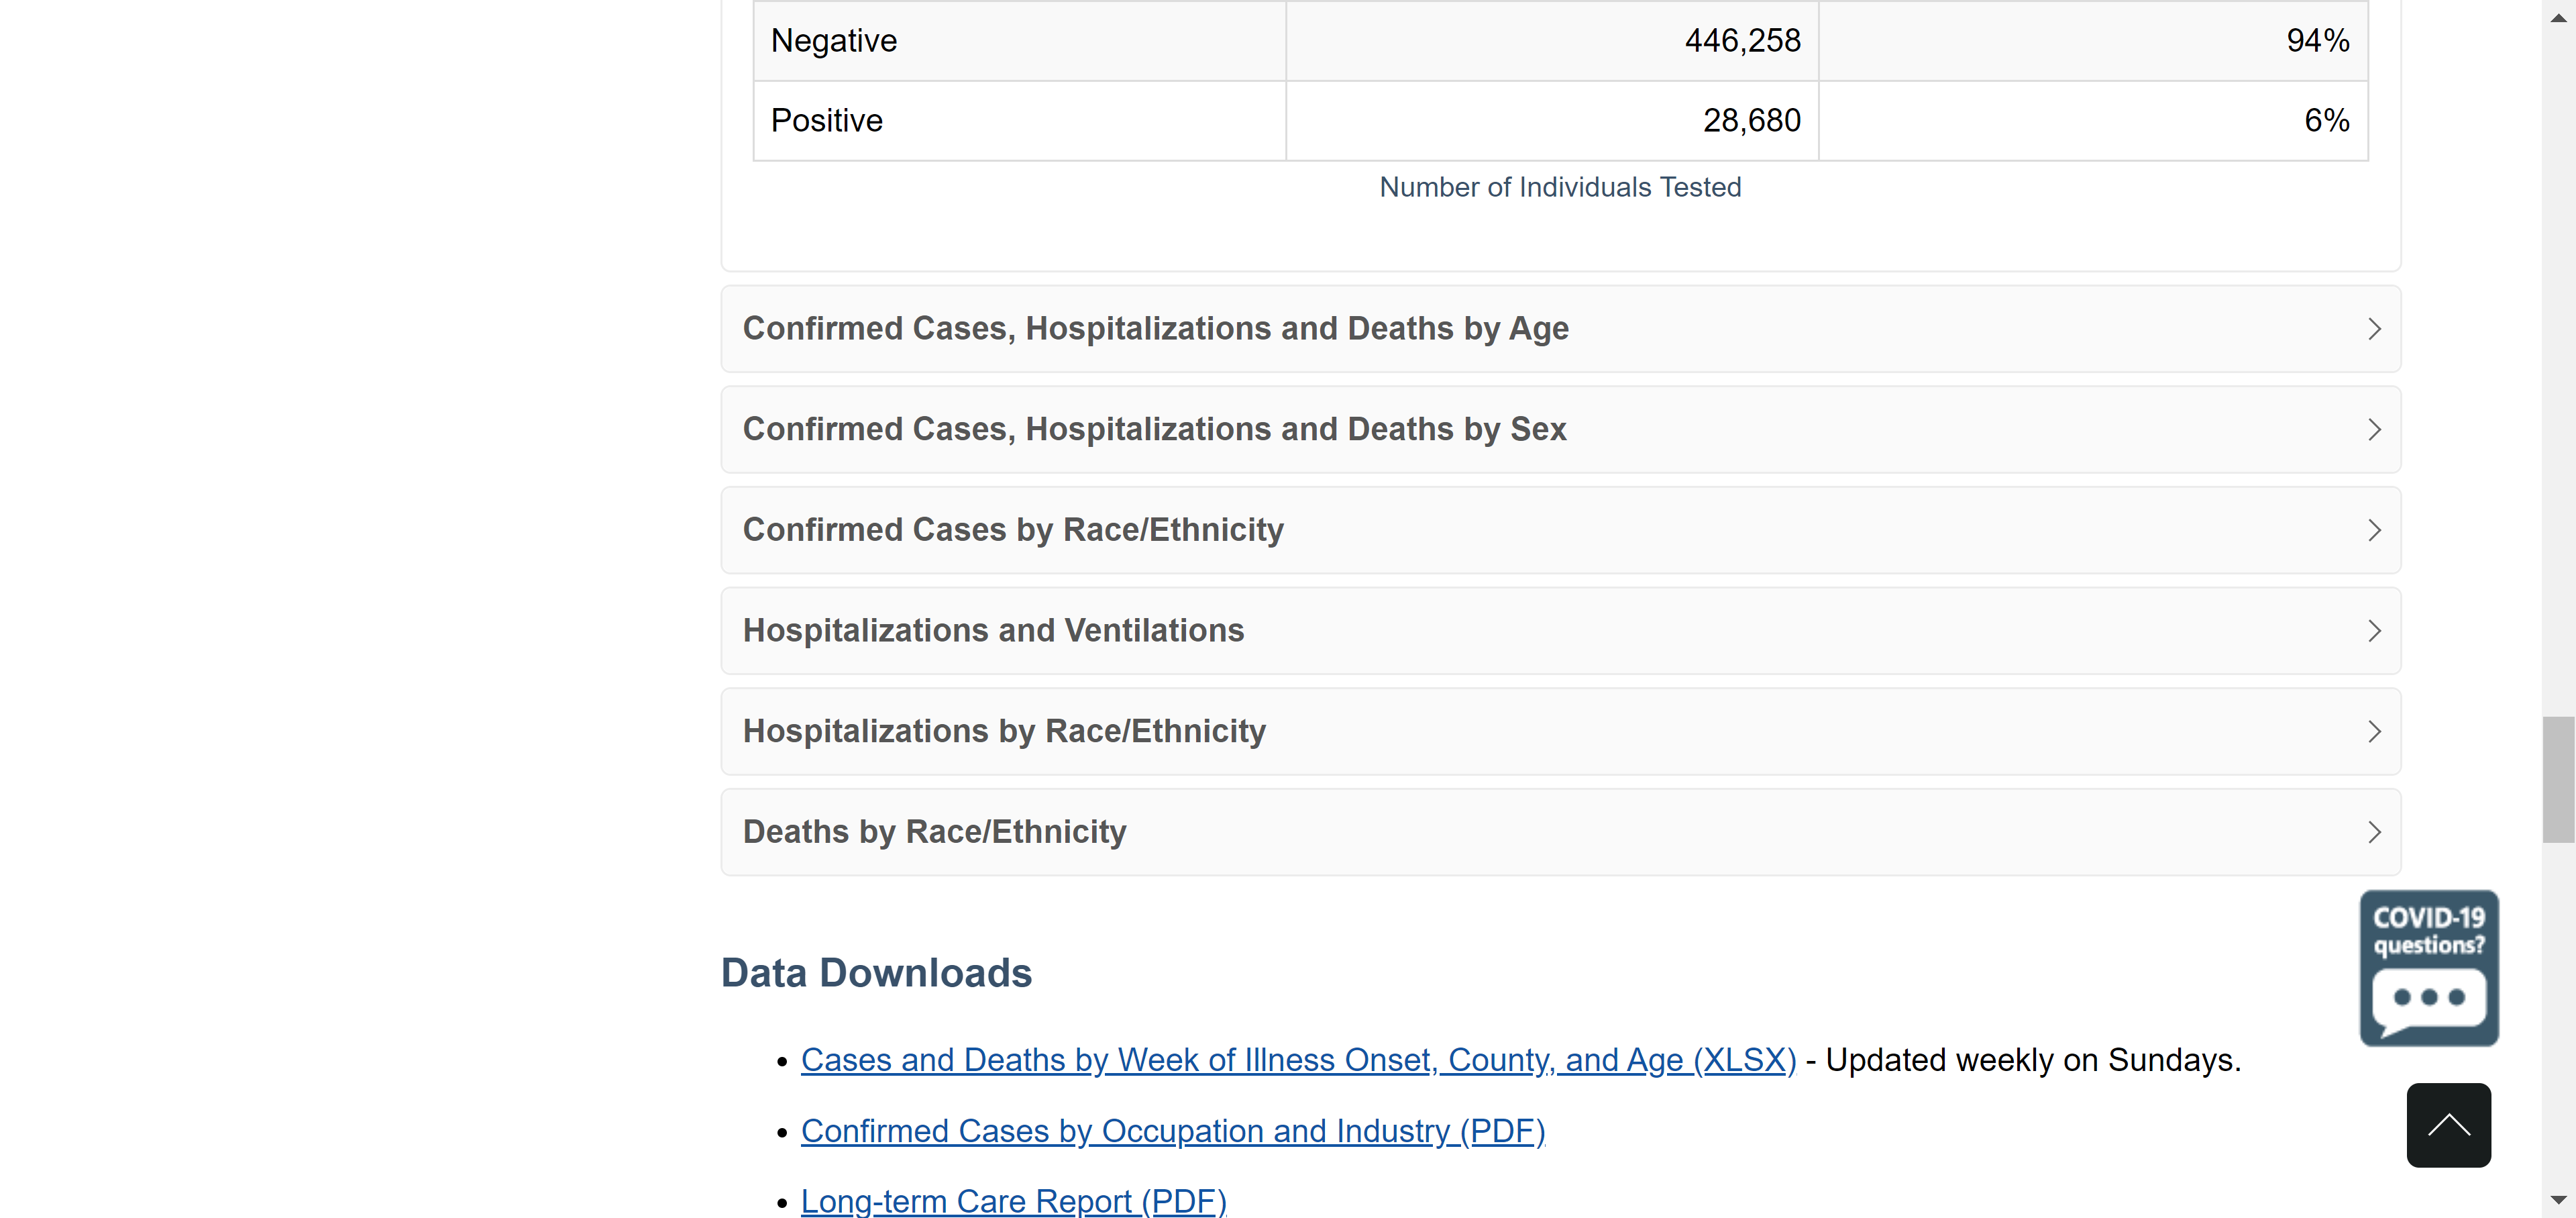 Negative 446,258 94%
Positive 28,680 6%
Number of Individuals Tested
Confirmed Cases, Hospitalizations and Deaths by Age
Confirmed Cases, Hospitalizations and Deaths by Sex
Confirmed Cases by Race/Ethnicity
Hospitalizations and Ventilations
Hospitalizations by Race/Ethnicity
Deaths by Race/Ethnicity
COVID-19
questions?
Data Downloads
Cases and Deaths by Week of Illness Onset, County, and Age (XLSX) - Updated weekly on Sundays.
Confirmed Cases by Occupation and Industry (PDF)
Long-term Care Report (PDF)